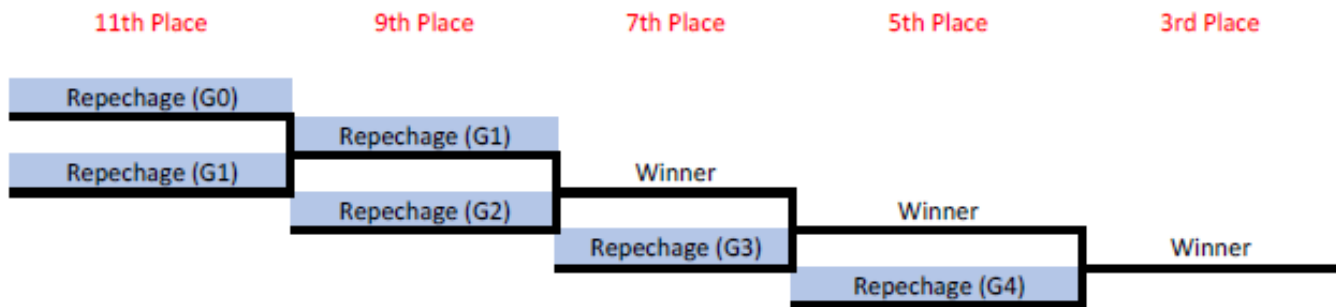 11th Place 9th Place 7th Place 5th Place 3rd Place
Repechage (G0)
Repechage (G1)
Repechage (G1)
Winner
Repechage (G2)
Winner
Repechage (G3)
Winner
Repechage (G4)